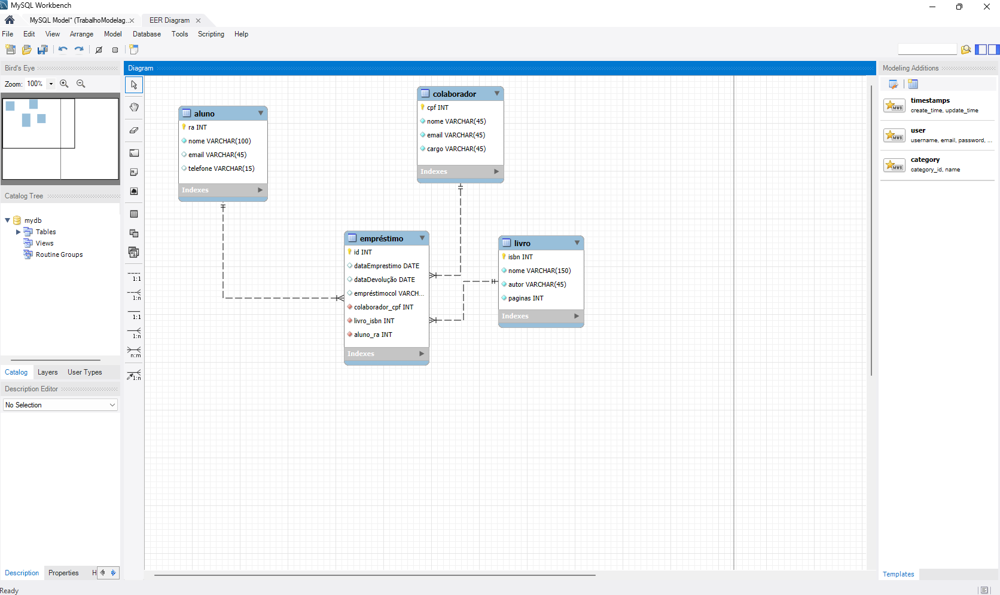 MySQL Workbench
MySQL Model* (TrabalhoModelag..
EER Diagram
File Edit View Arrange Model Database Tools Scripting Help
Bird's Eye
Zoom: 100%
Catalog Tree
mydb
Tables
Views
Routine Groups
Catalog Layers User Types
Description Editor
No Selection
Description Properties H
Ready
Diagram
1:1
1:n
1:1
1:n
n:m
1:n
aluno
ra INT
nome VARCHAR(100)
email VARCHAR(45)
telefone VARCHAR(15)
Indexes
colaborador
cpf INT
nome VARCHAR(45)
email VARCHAR(45)
cargo VARCHAR(45)
Indexes
empréstimo
id INT
dataEmprestimo DATE
dataDevolução DATE
empréstimocol VARCH...
colaborador_cpf INT
livro_isbn INT
aluno_ra INT
Indexes
livro
isbn INT
nome VARCHAR(150)
autor VARCHAR(45)
paginas INT
Indexes
Modeling Additions
MWB
timestamps
create_time, update_time
MWB
user
username, email, password, ...
MWB
category
category_id, name
Templates